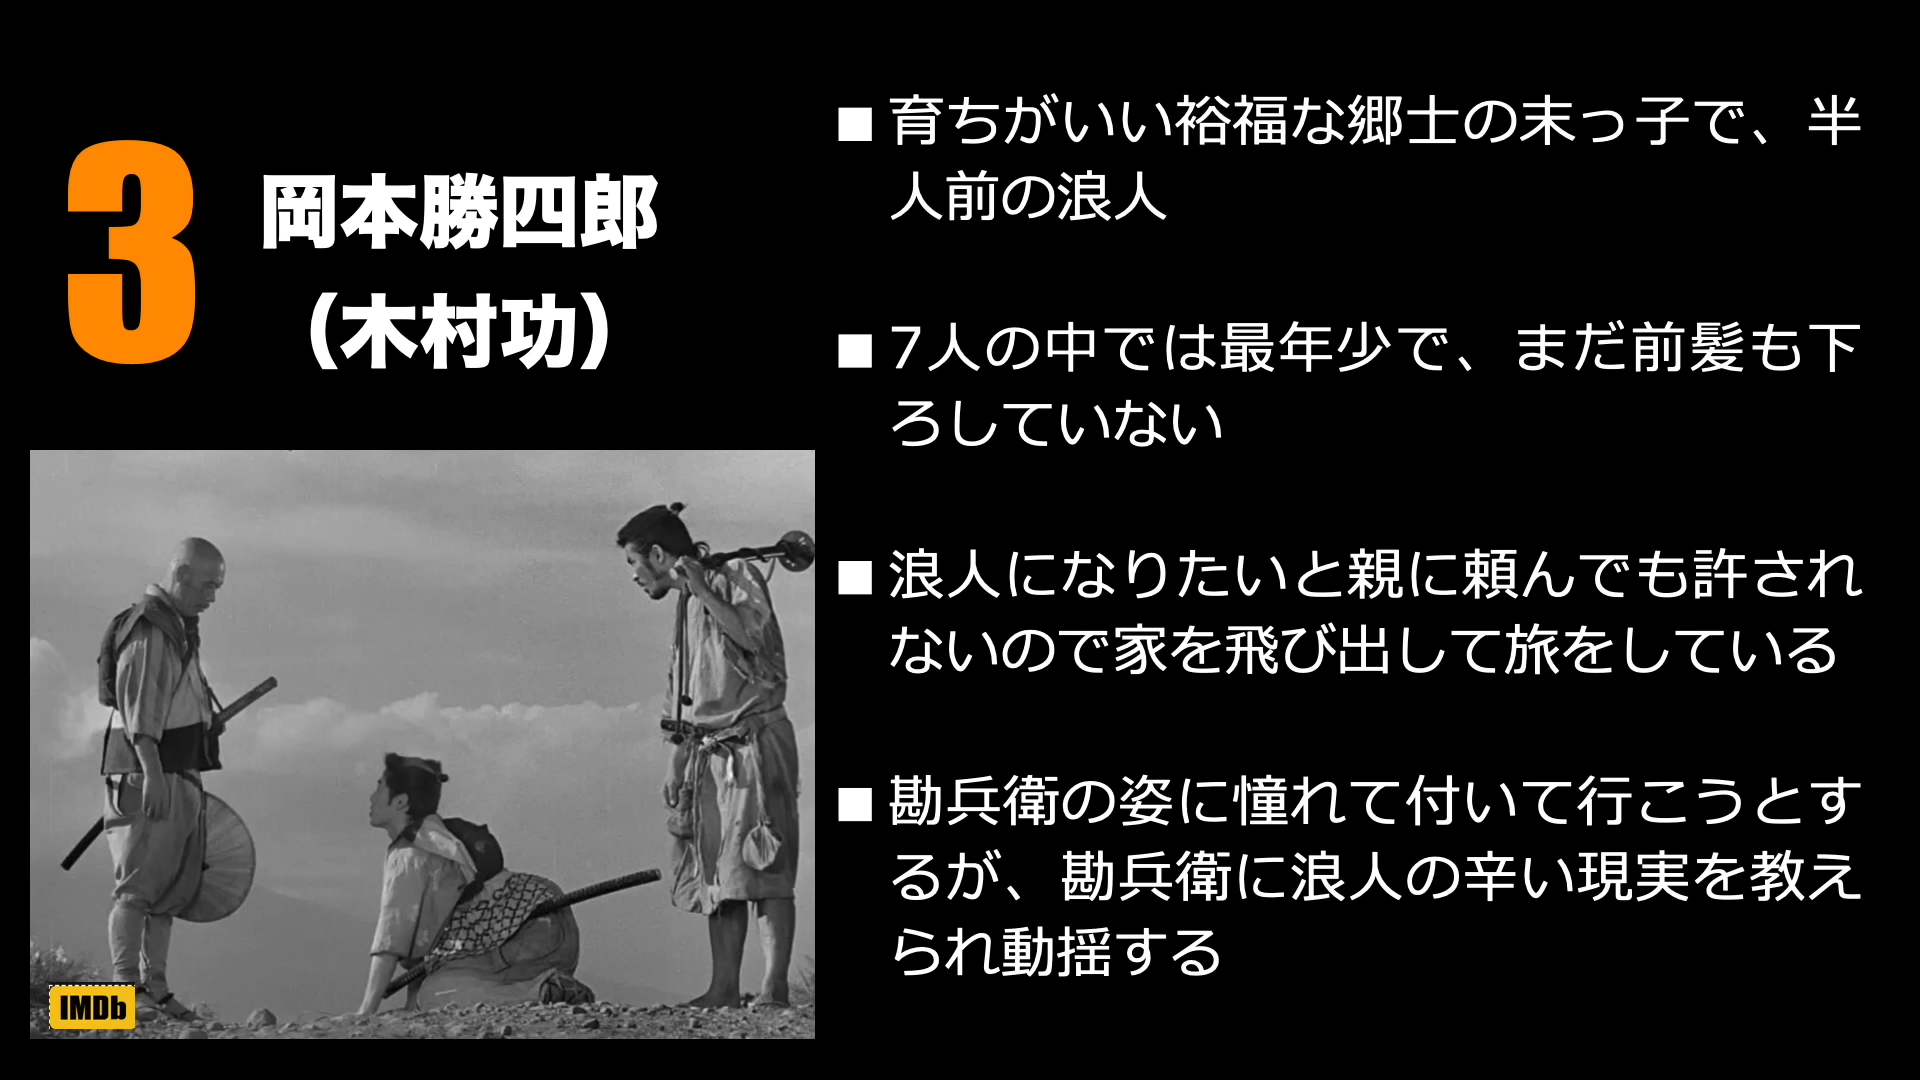 3
岡本勝四郎
（木村功）
■育ちがいい裕福な郷士の末っ子で、半
人前の浪人
■7人の中では最年少で、まだ前髪も下
ろしていない
■浪人になりたいと親に頼んでも許され
ないので家を飛び出して旅をしている
■勘兵衛の姿に憧れて付いて行こうとす
るが、勘兵衛に浪人の辛い現実を教え
られ動揺する
IMDb